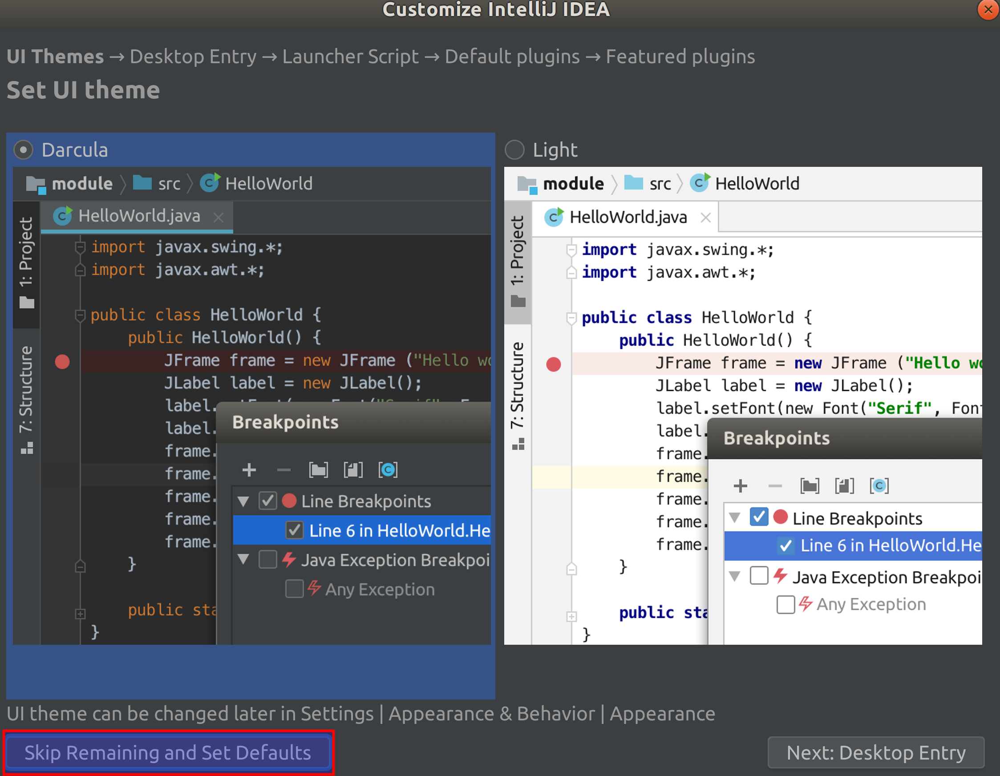 Customize IntelliJ IDEA
UI Themes → Desktop Entry → Launcher Script → Default plugins → Featured plugins
Set UI theme
Darcula
module src HelloWorld
HelloWorld.java
1: Project
7: Structure
import javax.swing.*;
import javax.awt.*;
public class HelloWorld {
public HelloWorld() {
JFrame frame = new JFrame ("Hello wo
JLabel label = new JLabel();
label.
label.
frame.
frame.
frame.
frame.
frame.
}
public sta
}
Breakpoints
Line Breakpoints
Line 6 in HelloWorld.He
Java Exception Breakpoi
Any Exception
Light
module src HelloWorld
HelloWorld.java
1: Project
7: Structure
import javax.swing.*;
import javax.awt.*;
public class HelloWorld {
public HelloWorld() {
JFrame frame = new JFrame ("Hello wo
JLabel label = new JLabel();
label.setFont(new Font("Serif", Font
label.
frame.
frame.
frame.
frame.
frame.
}
public sta
}
Breakpoints
Line Breakpoints
Line 6 in HelloWorld.He
Java Exception Breakpoi
Any Exception
UI theme can be changed later in Settings | Appearance & Behavior | Appearance
Skip Remaining and Set Defaults
Next: Desktop Entry